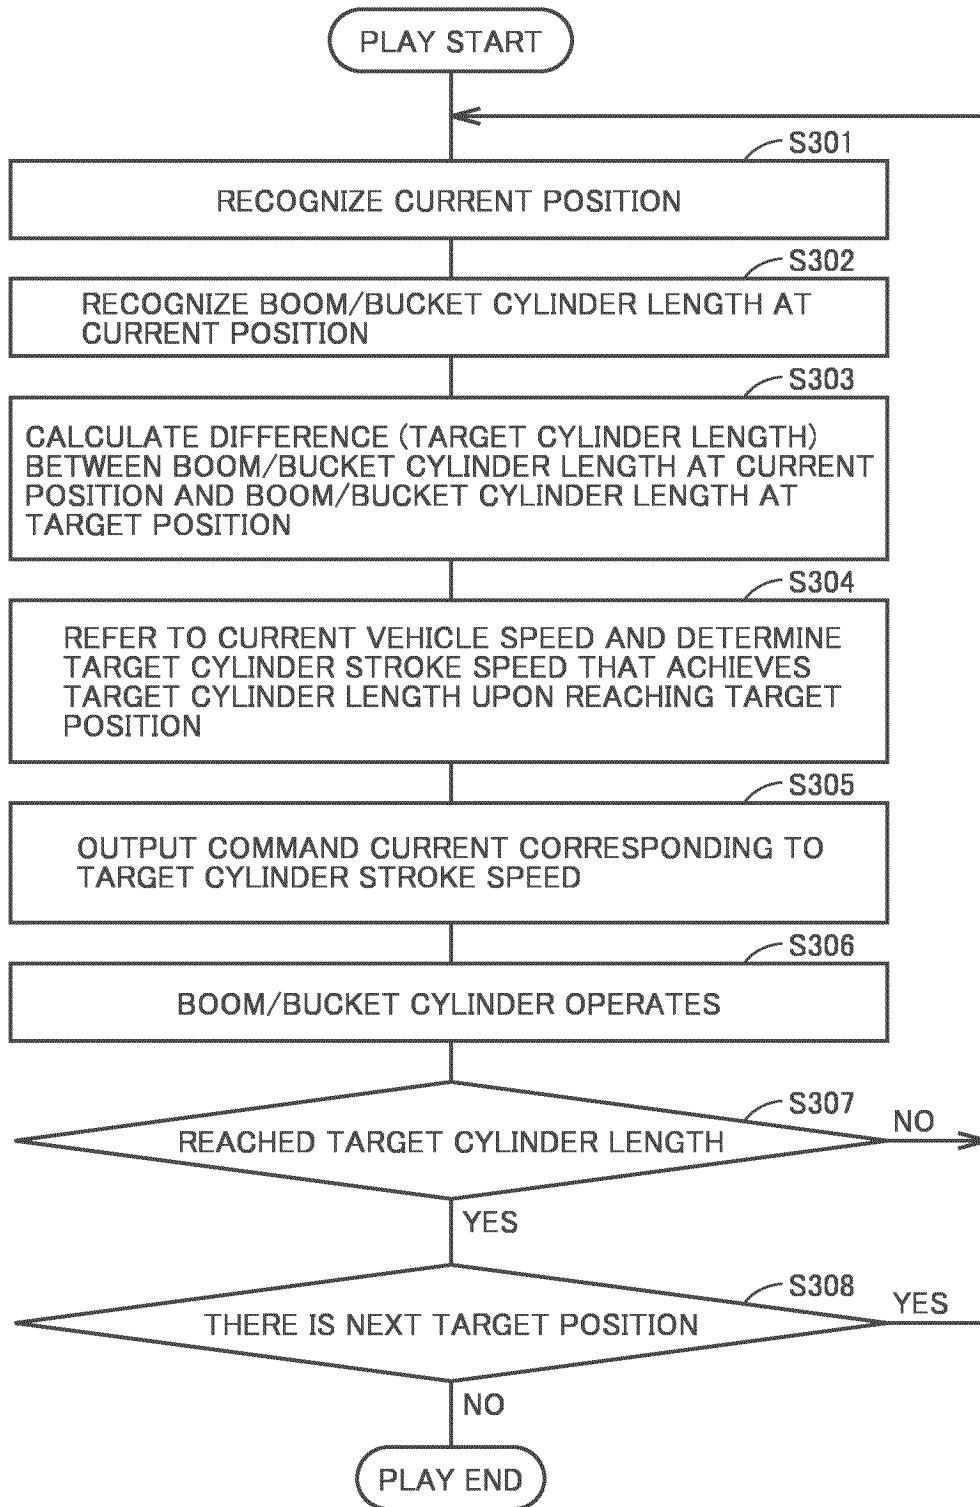 PLAY START
S301
RECOGNIZE CURRENT POSITION
S302
RECOGNIZE BOOM/BUCKET CYLINDER LENGTH AT
CURRENT POSITION
S303
CALCULATE DIFFERENCE (TARGET CYLINDER LENGTH)
BETWEEN BOOM/BUCKET CYLINDER LENGTH AT CURRENT
POSITION AND BOOM/BUCKET CYLINDER LENGTH AT
TARGET POSITION
S304
REFER TO CURRENT VEHICLE SPEED AND DETERMINE
TARGET CYLINDER STROKE SPEED THAT ACHIEVES
TARGET CYLINDER LENGTH UPON REACHING TARGET
POSITION
S305
OUTPUT COMMAND CURRENT CORRESPONDING TO
TARGET CYLINDER STROKE SPEED
S306
BOOM/BUCKET CYLINDER OPERATES
S307
NO
REACHED TARGET CYLINDER LENGTH
YES
S308
YES
THERE IS NEXT TARGET POSITION
NO
PLAY END